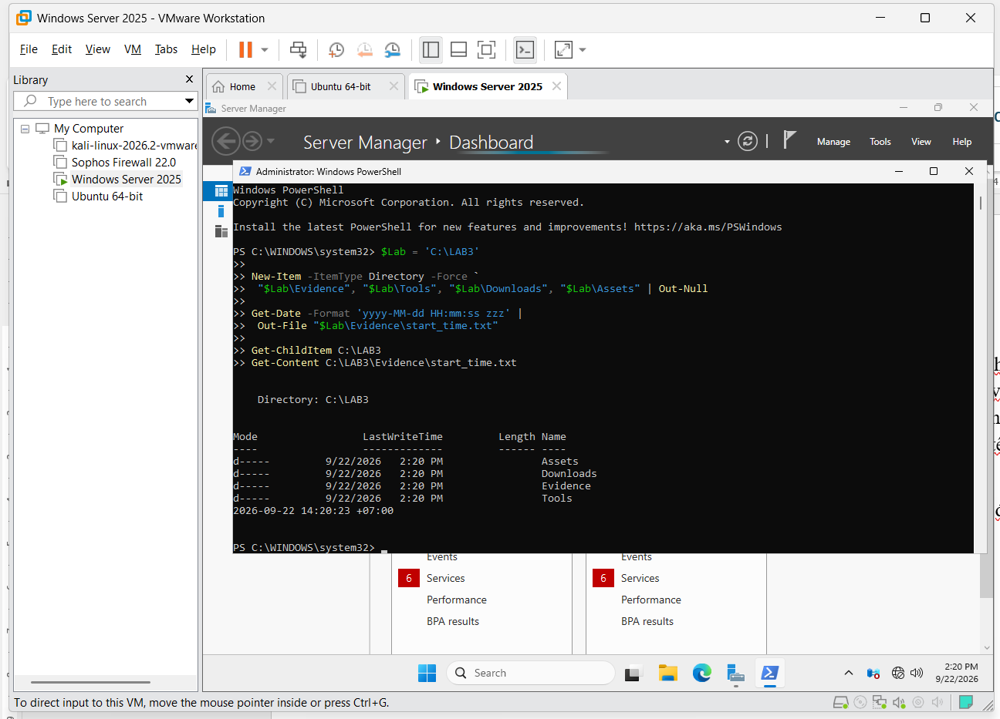 Windows Server 2025 - VMware Workstation
File Edit View VM Tabs Help
Library
Type here to search
My Computer
kali-linux-2026.2-vmware
Sophos Firewall 22.0
Windows Server 2025
Ubuntu 64-bit
Home
Ubuntu 64-bit
Windows Server 2025
Server Manager
Server Manager Dashboard
Manage Tools View Help
Administrator: Windows PowerShell
Windows PowerShell
Copyright (C) Microsoft Corporation. All rights reserved.
Install the latest PowerShell for new features and improvements! https://aka.ms/PSWindows
PS C:\WINDOWS\system32> $Lab = 'C:\LAB3'
>>
>> New-Item -ItemType Directory -Force `
>>  "$Lab\Evidence", "$Lab\Tools", "$Lab\Downloads", "$Lab\Assets" | Out-Null
>>
>> Get-Date -Format 'yyyy-MM-dd HH:mm:ss zzz' |
>>  Out-File "$Lab\Evidence\start_time.txt"
>>
>> Get-ChildItem C:\LAB3
>> Get-Content C:\LAB3\Evidence\start_time.txt
Directory: C:\LAB3
Mode LastWriteTime Length Name
---- ------------- ------ ----
d----- 9/22/2026 2:20 PM Assets
d----- 9/22/2026 2:20 PM Downloads
d----- 9/22/2026 2:20 PM Evidence
d----- 9/22/2026 2:20 PM Tools
2026-09-22 14:20:23 +07:00
PS C:\WINDOWS\system32>
Events
6 Services
Performance
BPA results
Events
6 Services
Performance
BPA results
Search
2:20 PM
9/22/2026
To direct input to this VM, move the mouse pointer inside or press Ctrl+G.